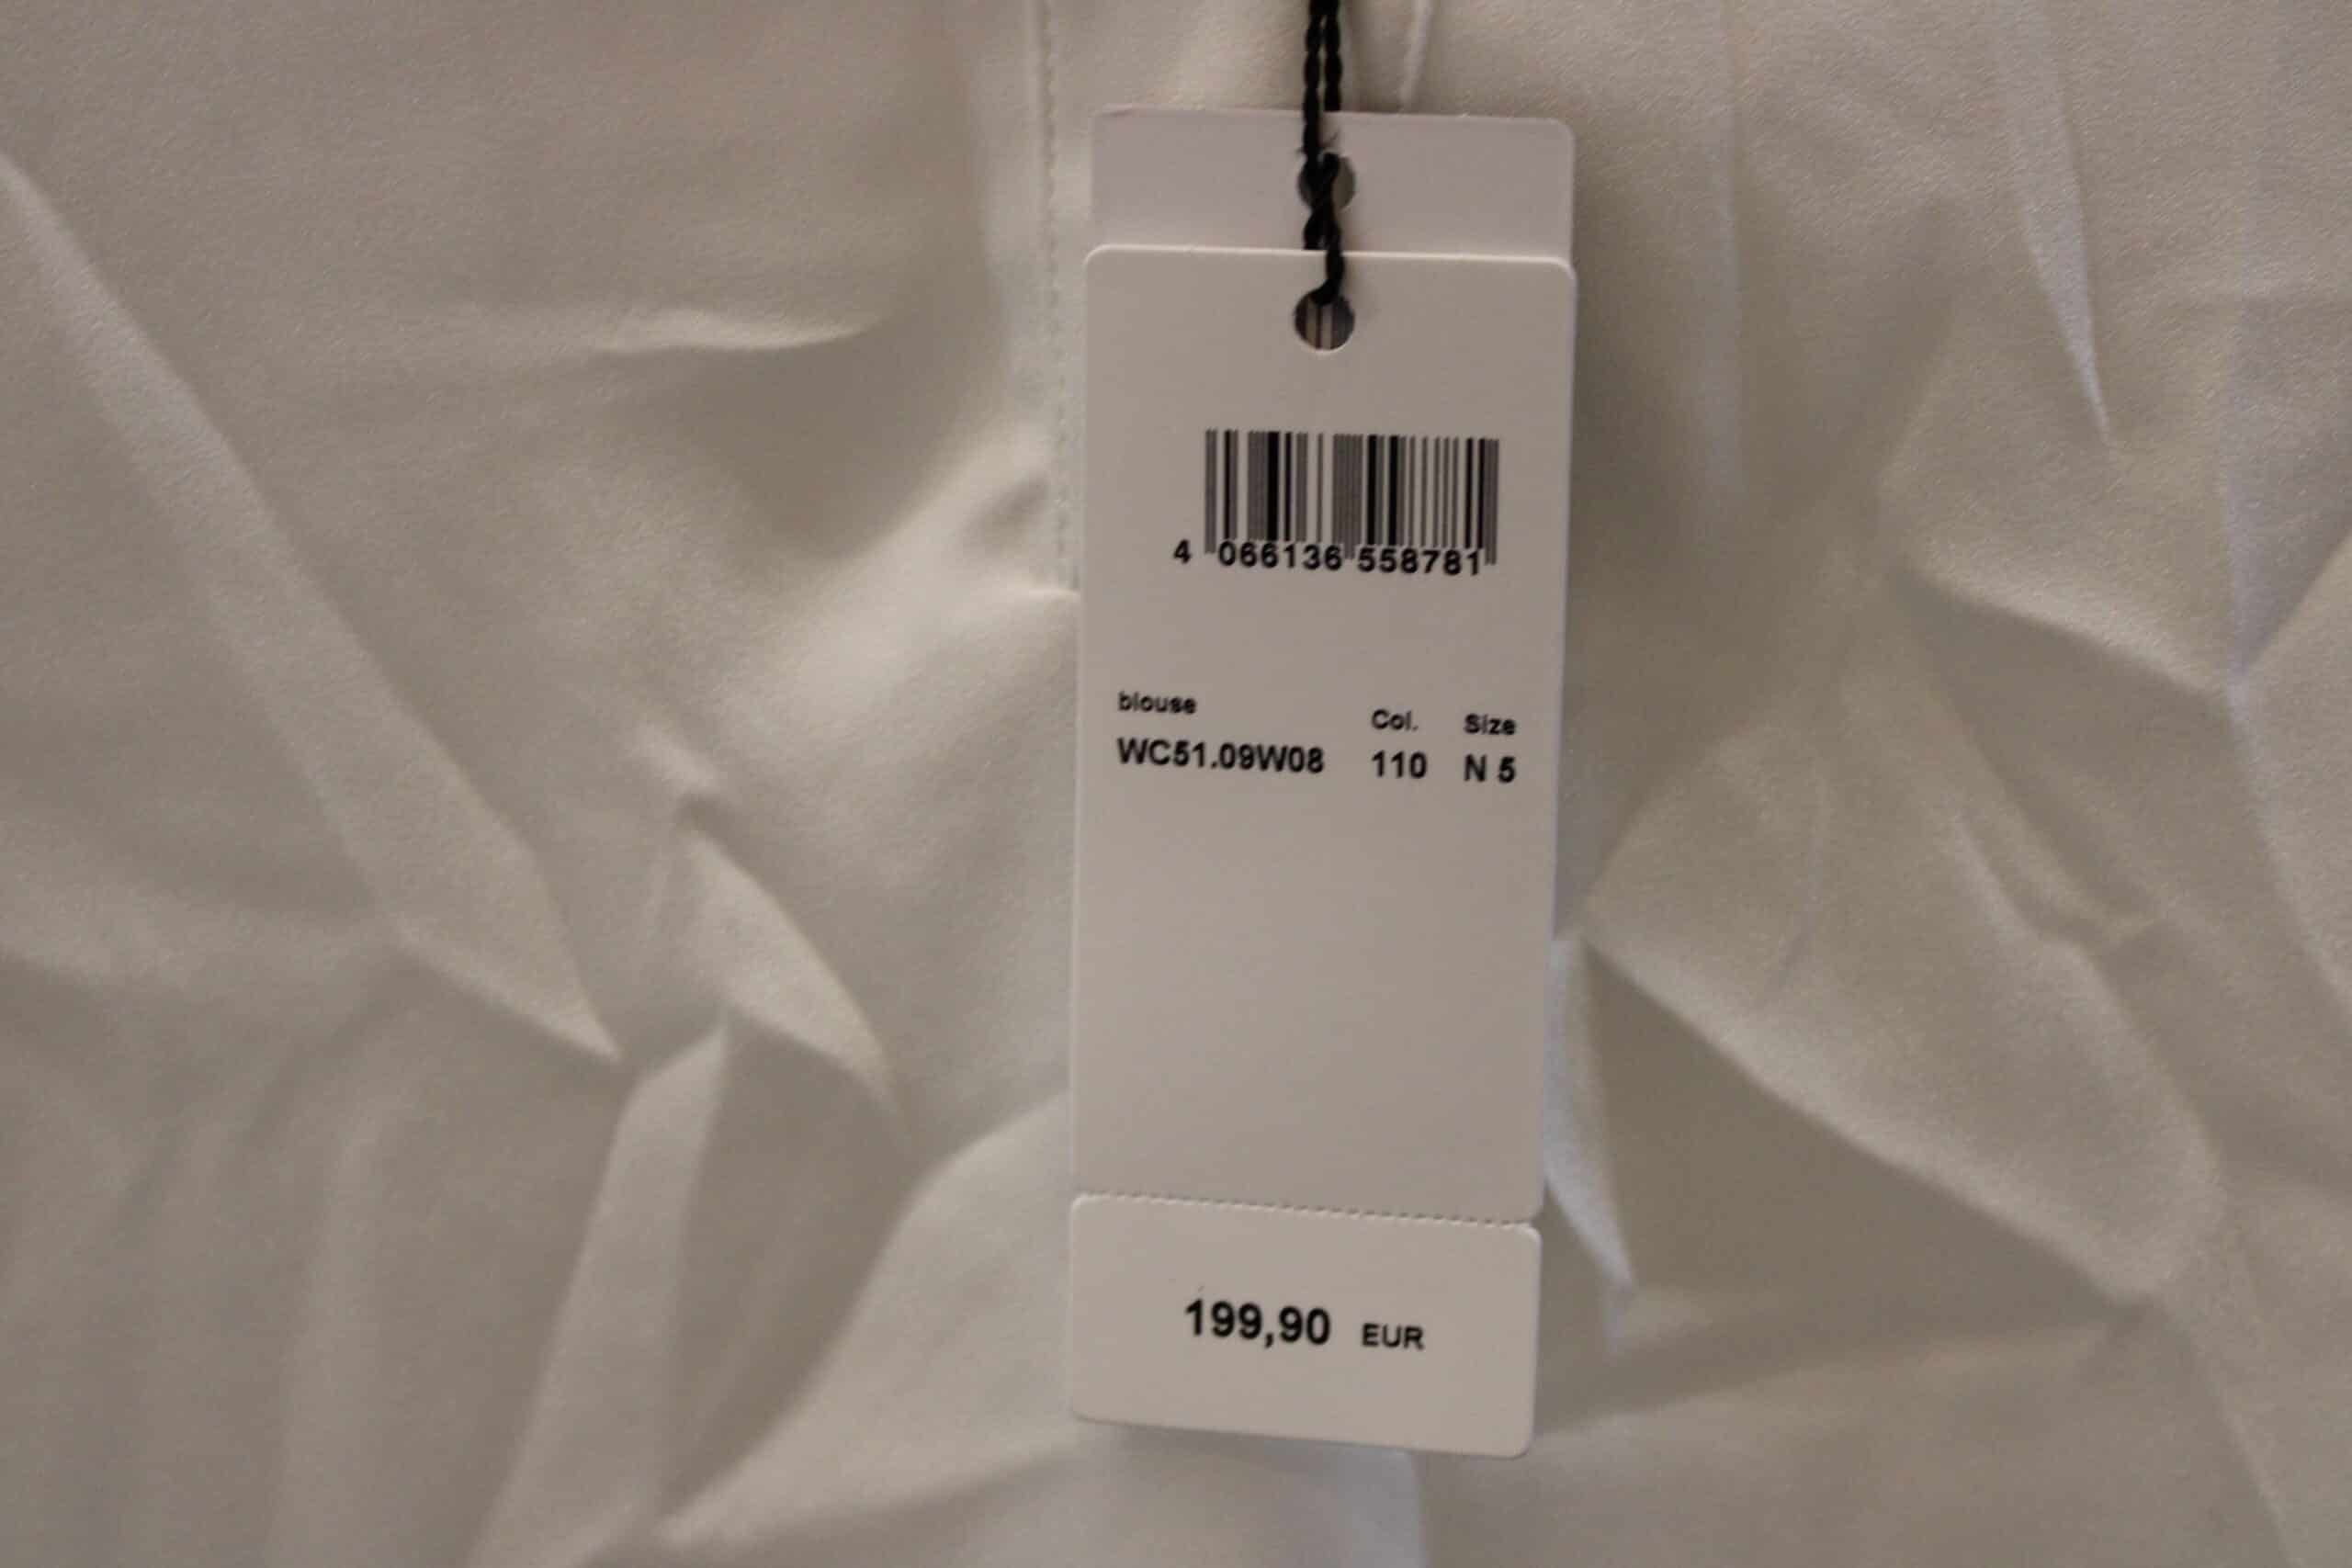 4 066136 558781
blouse Col. Size
WC51.09W08 110 N 5
199,90 EUR